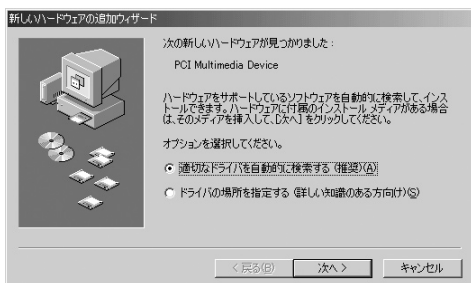 新しいハードウェアの追加ウィザード
次の新しいハードウェアが見つかりました :
PCI Multimedia Device
ハードウェアをサポートしているソフトウェアを自動的に検索して、インス
トールできます。ハードウェアに付属のインストール メディアがある場合
は、そのメディアを挿入して、[次へ] をクリックしてください。
オプションを選択してください。
適切なドライバを自動的に検索する (推奨)(A)
ドライバの場所を指定する (詳しい知識のある方向け)(S)
< 戻る(B)
次へ >
キャンセル